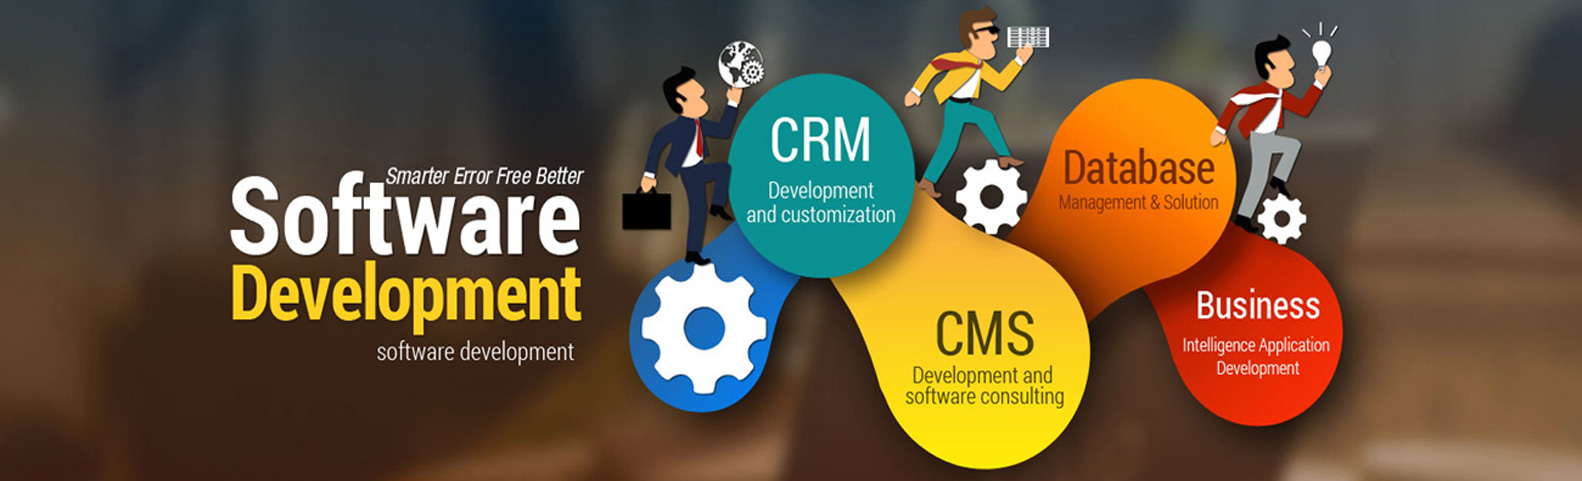 Smarter Error Free Better
Software
Development
software development
CRM
Development
and customization
CMS
Development and
software consulting
Database
Management & Solution
Business
Intelligence Application
Development